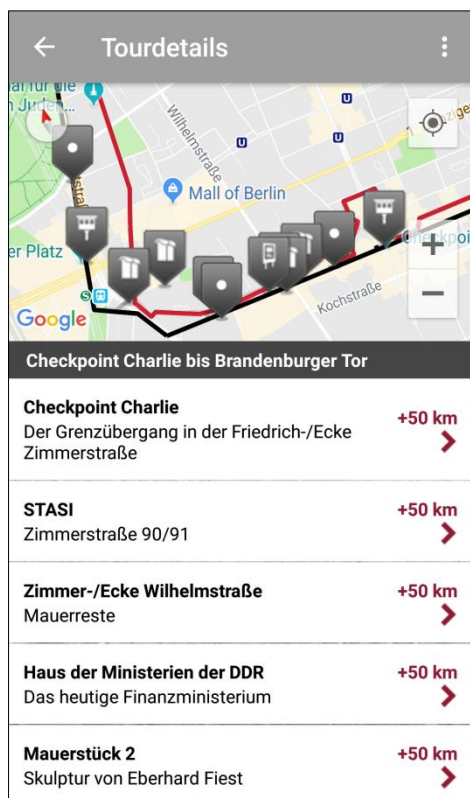 Tourdetails
Wilhelmstraße
U
U
U
Mall of Berlin
er Platz
Kochstraße
S
+
−
Google
Checkpoint Charlie bis Brandenburger Tor
Checkpoint Charlie
+50 km
Der Grenzübergang in der Friedrich-/Ecke
Zimmerstraße
STASI
+50 km
Zimmerstraße 90/91
Zimmer-/Ecke Wilhelmstraße
+50 km
Mauerreste
Haus der Ministerien der DDR
+50 km
Das heutige Finanzministerium
Mauerstück 2
+50 km
Skulptur von Eberhard Fiest